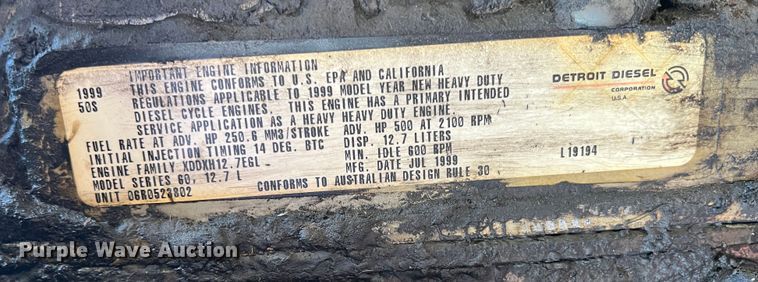 IMPORTANT ENGINE INFORMATION
1999 THIS ENGINE CONFORMS TO U.S. EPA AND CALIFORNIA
50S REGULATIONS APPLICABLE TO 1999 MODEL YEAR NEW HEAVY DUTY
DIESEL CYCLE ENGINES. THIS ENGINE HAS A PRIMARY INTENDED
SERVICE APPLICATION AS A HEAVY HEAVY DUTY ENGINE.
FUEL RATE AT ADV. HP 250.6 MM3/STROKE ADV. HP 500 AT 2100 RPM
INITIAL INJECTION TIMING 14 DEG. BTC DISP. 12.7 LITERS
ENGINE FAMILY XDDXH12.7EGL MIN. IDLE 600 RPM
MODEL SERIES 60, 12.7 L MFG. DATE JUL 1999
UNIT 06R0523802 CONFORMS TO AUSTRALIAN DESIGN RULE 30
DETROIT DIESEL
CORPORATION
U.S.A.
L19194
Purple Wave Auction